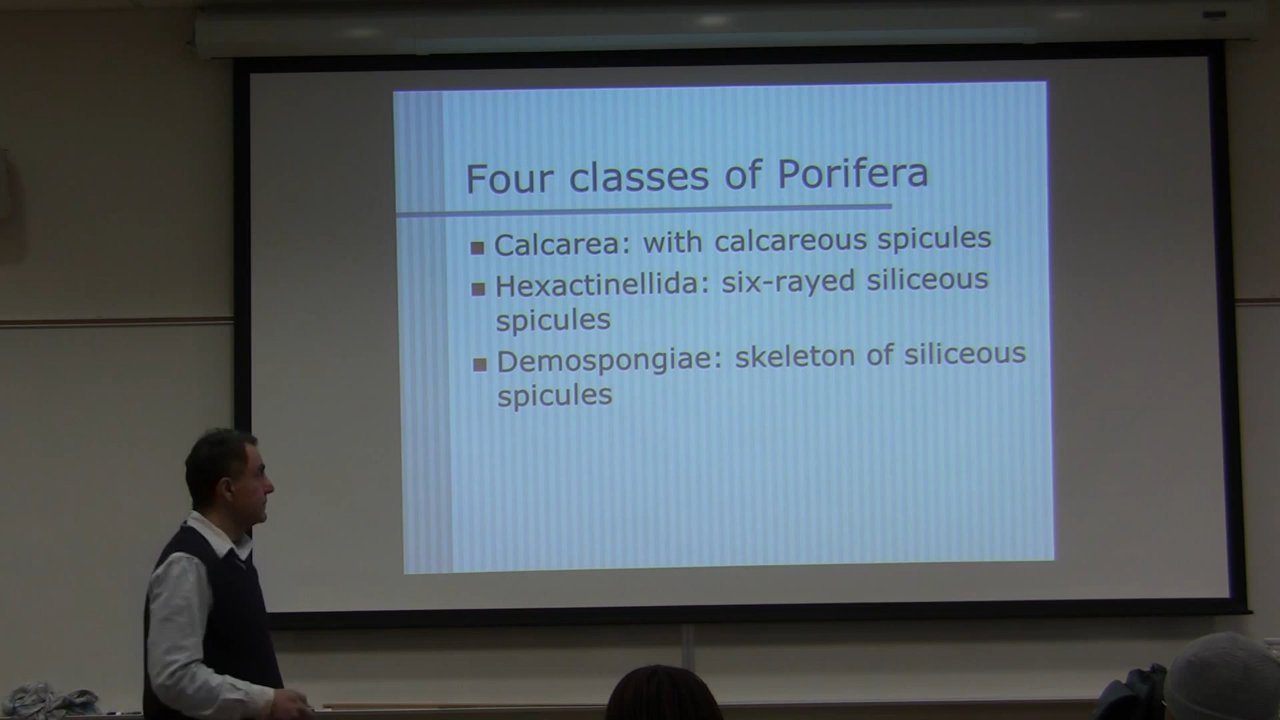 Four classes of Porifera
■ Calcarea: with calcareous spicules
■ Hexactinellida: six-rayed siliceous
spicules
■ Demospongiae: skeleton of siliceous
spicules